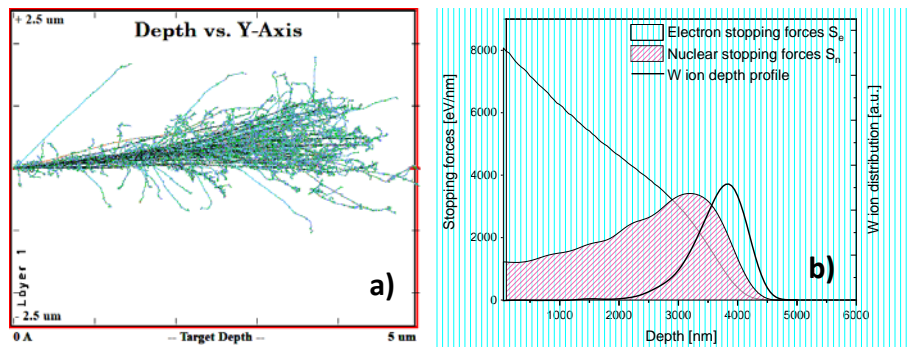 + 2.5 um
Depth vs. Y-Axis
Layer 1
a)
- 2.5 um
0 A
-- Target Depth --
5 um
b)
Electron stopping forces Se
Nuclear stopping forces Sn
W ion depth profile
Stopping forces [eV/nm]
8000
6000
4000
2000
0
W ion distribution [a.u.]
1000
2000
3000
4000
5000
6000
Depth [nm]